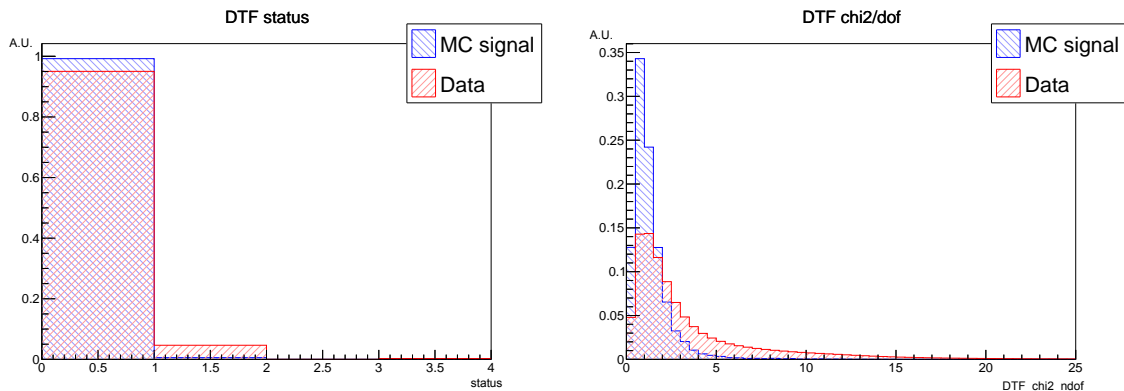 DTF status
A.U.
MC signal
Data
1
0.8
0.6
0.4
0.2
0
0 0.5 1 1.5 2 2.5 3 3.5 4
status
DTF chi2/dof
A.U.
MC signal
Data
0.35
0.3
0.25
0.2
0.15
0.1
0.05
0
0 5 10 15 20 25
DTF_chi2_ndof